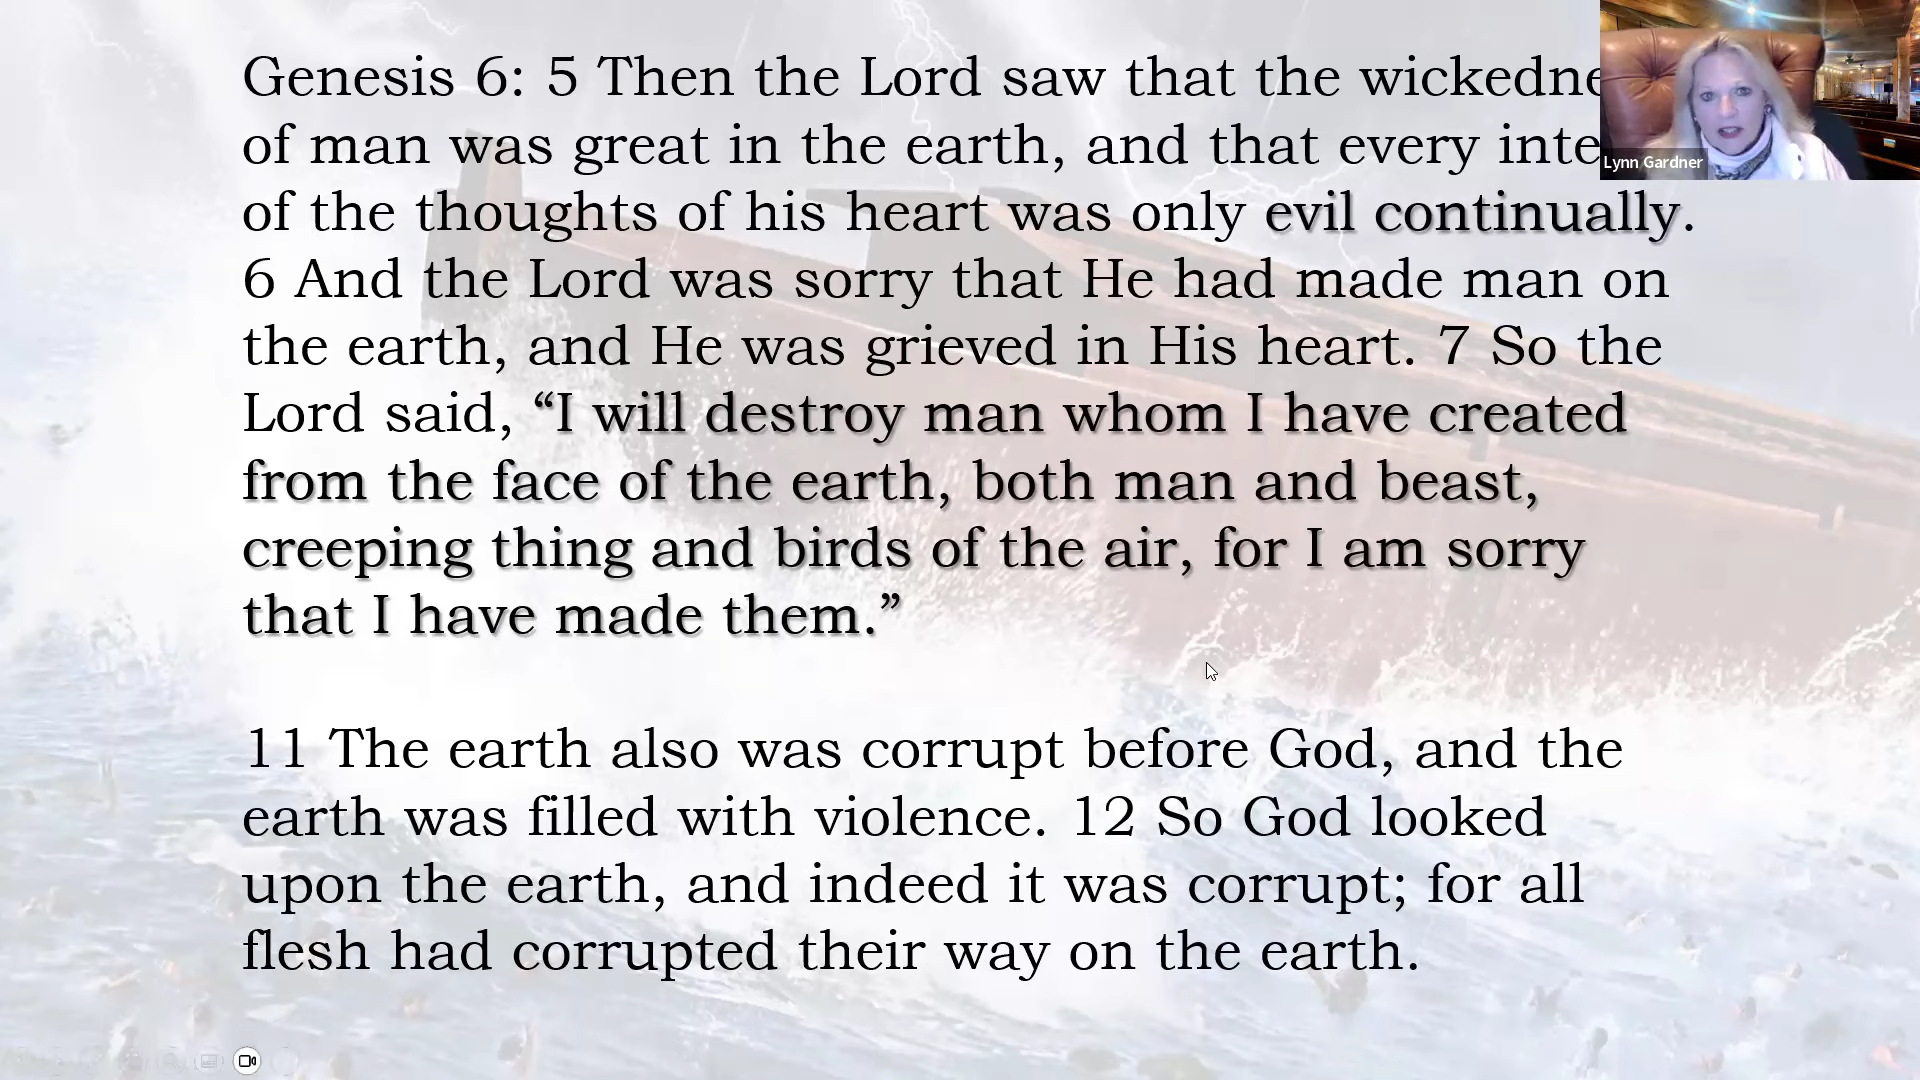 Genesis 6: 5 Then the Lord saw that the
of man was great in the earth, and that every
of the thoughts of his heart was only evil continually.
6 And the Lord was sorry that He had made man on
the earth, and He was grieved in His heart. 7 So the
Lord said, “I will destroy man whom I have created
from the face of the earth, both man and beast,
creeping thing and birds of the air, for I am sorry
that I have made them.”
11 The earth also was corrupt before God, and the
earth was filled with violence. 12 So God looked
upon the earth, and indeed it was corrupt; for all
flesh had corrupted their way on the earth.
Lynn Gardner